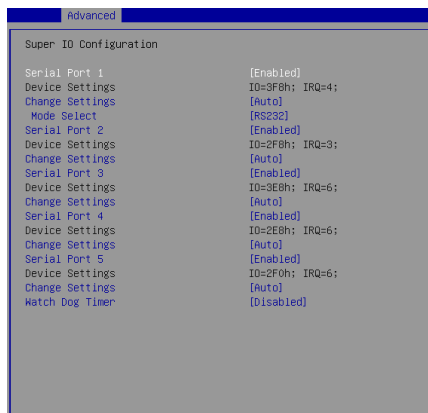 Advanced
Super IO Configuration
Serial Port 1 [Enabled]
Device Settings IO=3F8h; IRQ=4;
Change Settings [Auto]
Mode Select [RS232]
Serial Port 2 [Enabled]
Device Settings IO=2F8h; IRQ=3;
Change Settings [Auto]
Serial Port 3 [Enabled]
Device Settings IO=3E8h; IRQ=6;
Change Settings [Auto]
Serial Port 4 [Enabled]
Device Settings IO=2E8h; IRQ=6;
Change Settings [Auto]
Serial Port 5 [Enabled]
Device Settings IO=2F0h; IRQ=6;
Change Settings [Auto]
Watch Dog Timer [Disabled]